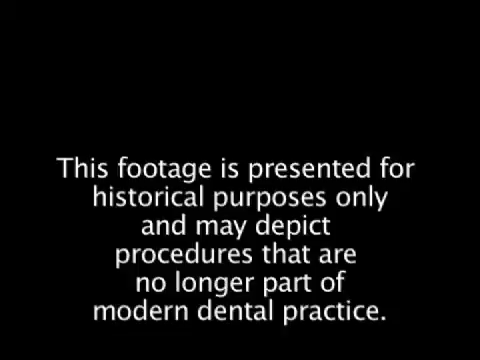 This footage is presented for
historical purposes only
and may depict
procedures that are
no longer part of
modern dental practice.